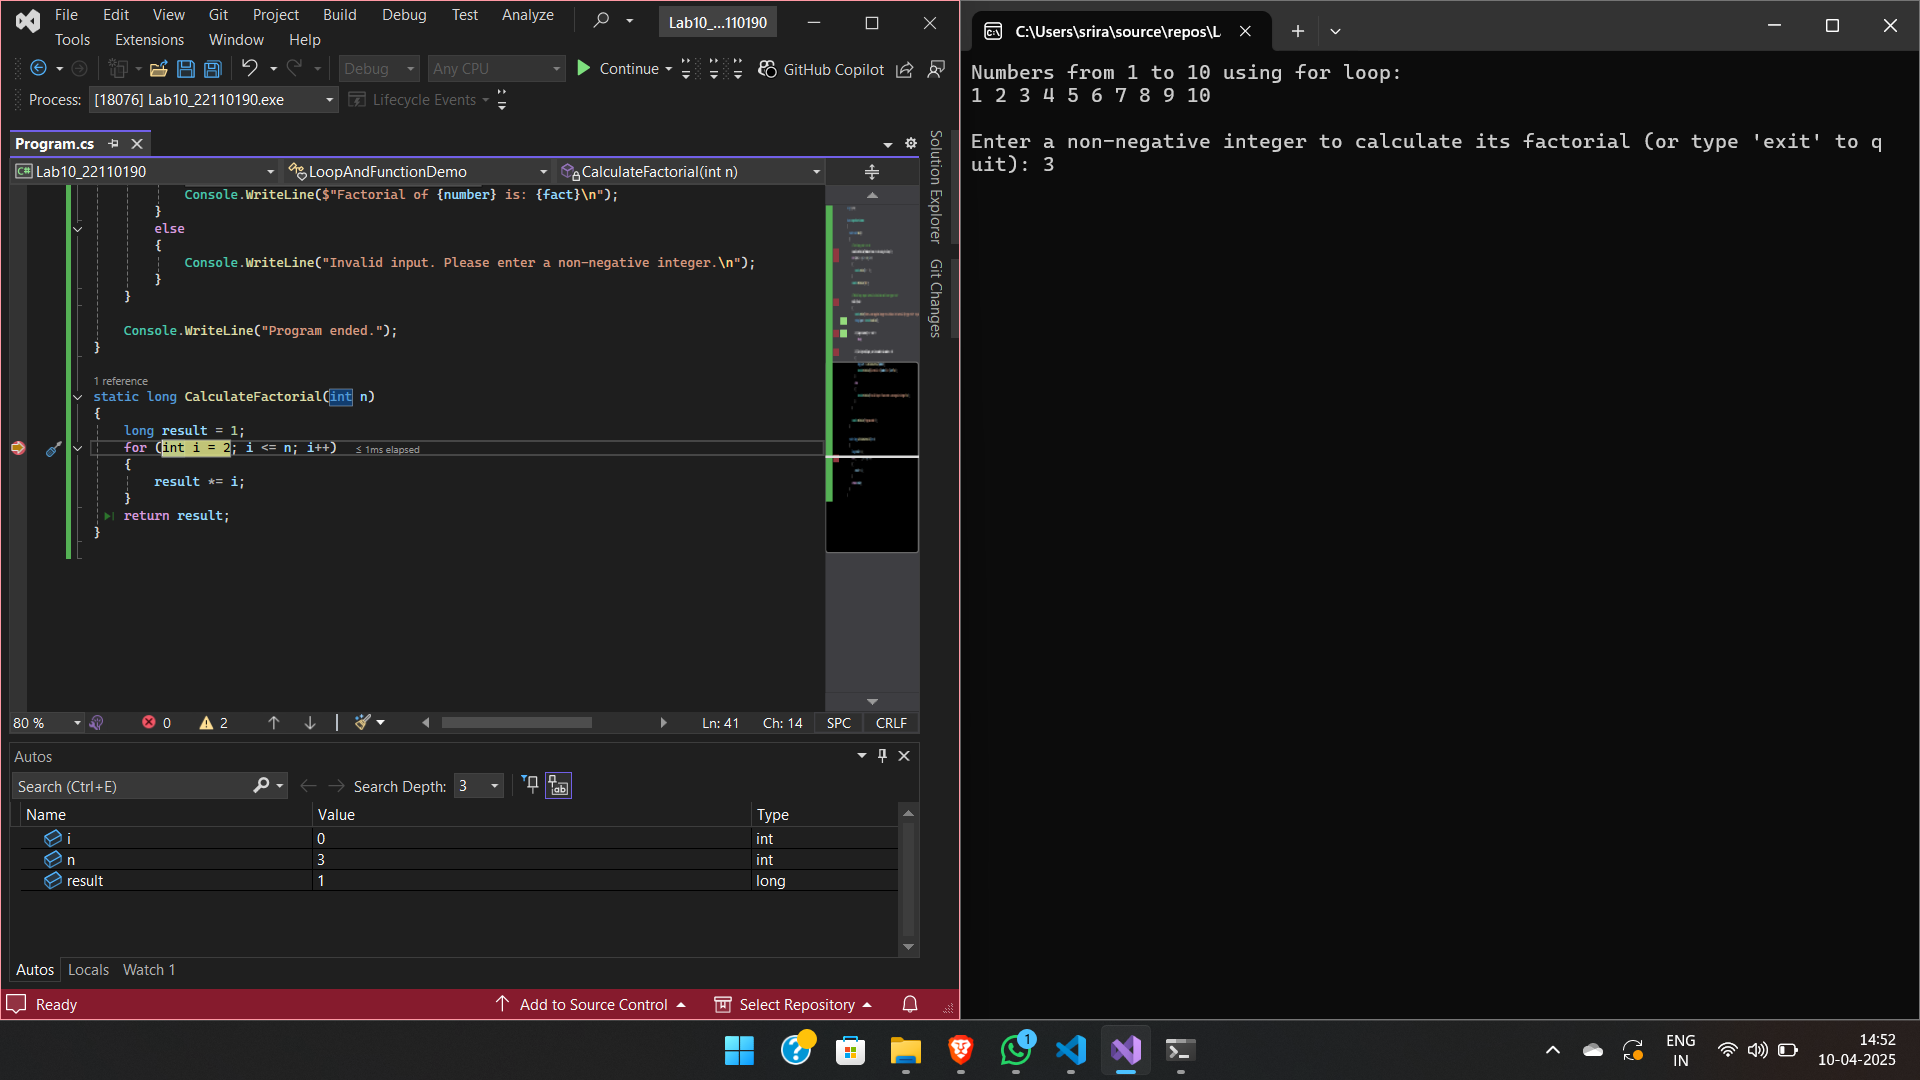 File Edit View Git Project Build Debug Test Analyze Lab10_...110190
Tools Extensions Window Help
Debug Any CPU Continue GitHub Copilot
Process: [18076] Lab10_22110190.exe Lifecycle Events
Program.cs
C# Lab10_22110190 LoopAndFunctionDemo CalculateFactorial(int n)
Console.WriteLine($"Factorial of {number} is: {fact}\n");
}
else
{
Console.WriteLine("Invalid input. Please enter a non-negative integer.\n");
}
}
Console.WriteLine("Program ended.");
}
1 reference
static long CalculateFactorial(int n)
{
long result = 1;
for (int i = 2; i <= n; i++) ≤ 1ms elapsed
{
result *= i;
}
return result;
}
Solution Explorer
Git Changes
80 % 0 2 Ln: 41 Ch: 14 SPC CRLF
Autos
Search (Ctrl+E) Search Depth: 3
Name Value Type
i 0 int
n 3 int
result 1 long
Autos Locals Watch 1
Ready Add to Source Control Select Repository
C:\Users\srira\source\repos\L
Numbers from 1 to 10 using for loop:
1 2 3 4 5 6 7 8 9 10
Enter a non-negative integer to calculate its factorial (or type 'exit' to q
uit): 3
1
ENG
IN
14:52
10-04-2025